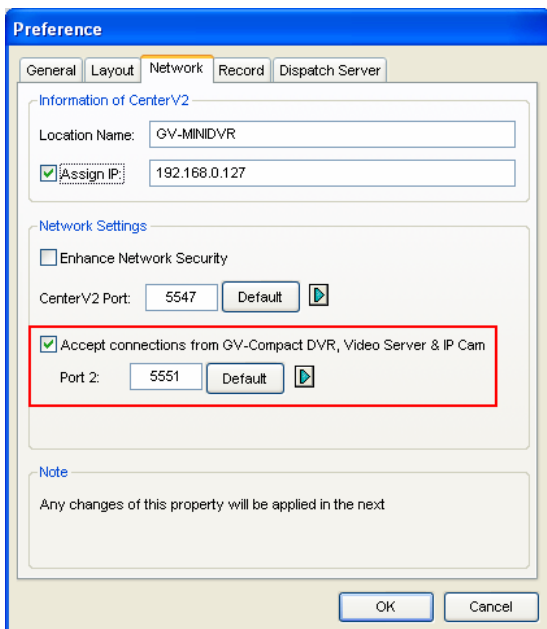 Preference
General Layout Network Record Dispatch Server
Information of CenterV2
Location Name: GV-MINIDVR
Assign IP: 192.168.0.127
Network Settings
Enhance Network Security
CenterV2 Port: 5547 Default
Accept connections from GV-Compact DVR, Video Server & IP Cam
Port 2: 5551 Default
Note
Any changes of this property will be applied in the next
OK Cancel